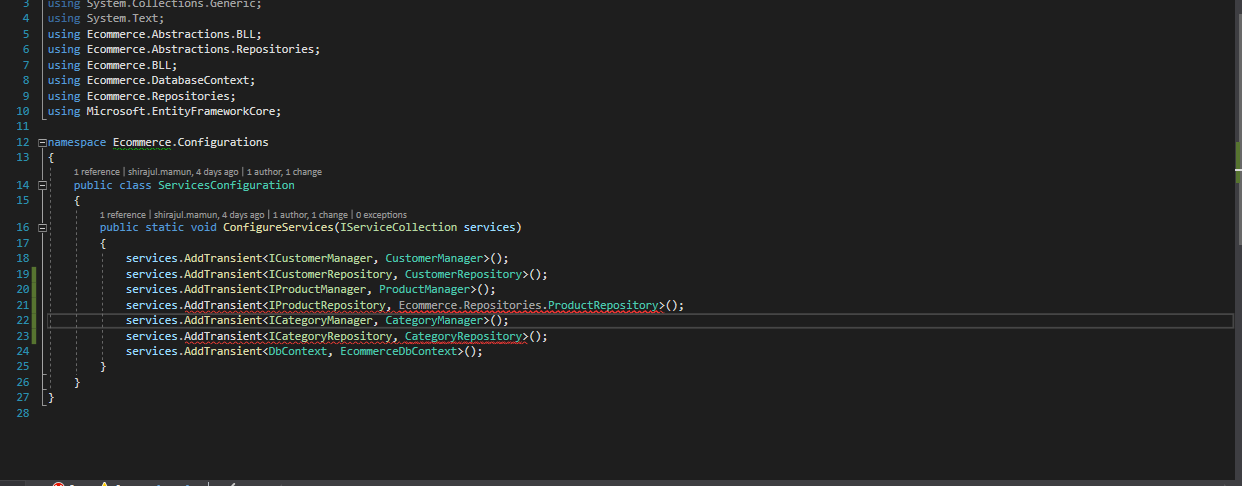 3 using System.Collections.Generic;
4 using System.Text;
5 using Ecommerce.Abstractions.BLL;
6 using Ecommerce.Abstractions.Repositories;
7 using Ecommerce.BLL;
8 using Ecommerce.DatabaseContext;
9 using Ecommerce.Repositories;
10 using Microsoft.EntityFrameworkCore;
11
12 namespace Ecommerce.Configurations
13 {
1 reference | shirajul.mamun, 4 days ago | 1 author, 1 change
14 public class ServicesConfiguration
15 {
1 reference | shirajul.mamun, 4 days ago | 1 author, 1 change | 0 exceptions
16 public static void ConfigureServices(IServiceCollection services)
17 {
18 services.AddTransient<ICustomerManager, CustomerManager>();
19 services.AddTransient<ICustomerRepository, CustomerRepository>();
20 services.AddTransient<IProductManager, ProductManager>();
21 services.AddTransient<IProductRepository, Ecommerce.Repositories.ProductRepository>();
22 services.AddTransient<ICategoryManager, CategoryManager>();
23 services.AddTransient<ICategoryRepository, CategoryRepository>();
24 services.AddTransient<DbContext, EcommerceDbContext>();
25 }
26 }
27 }
28